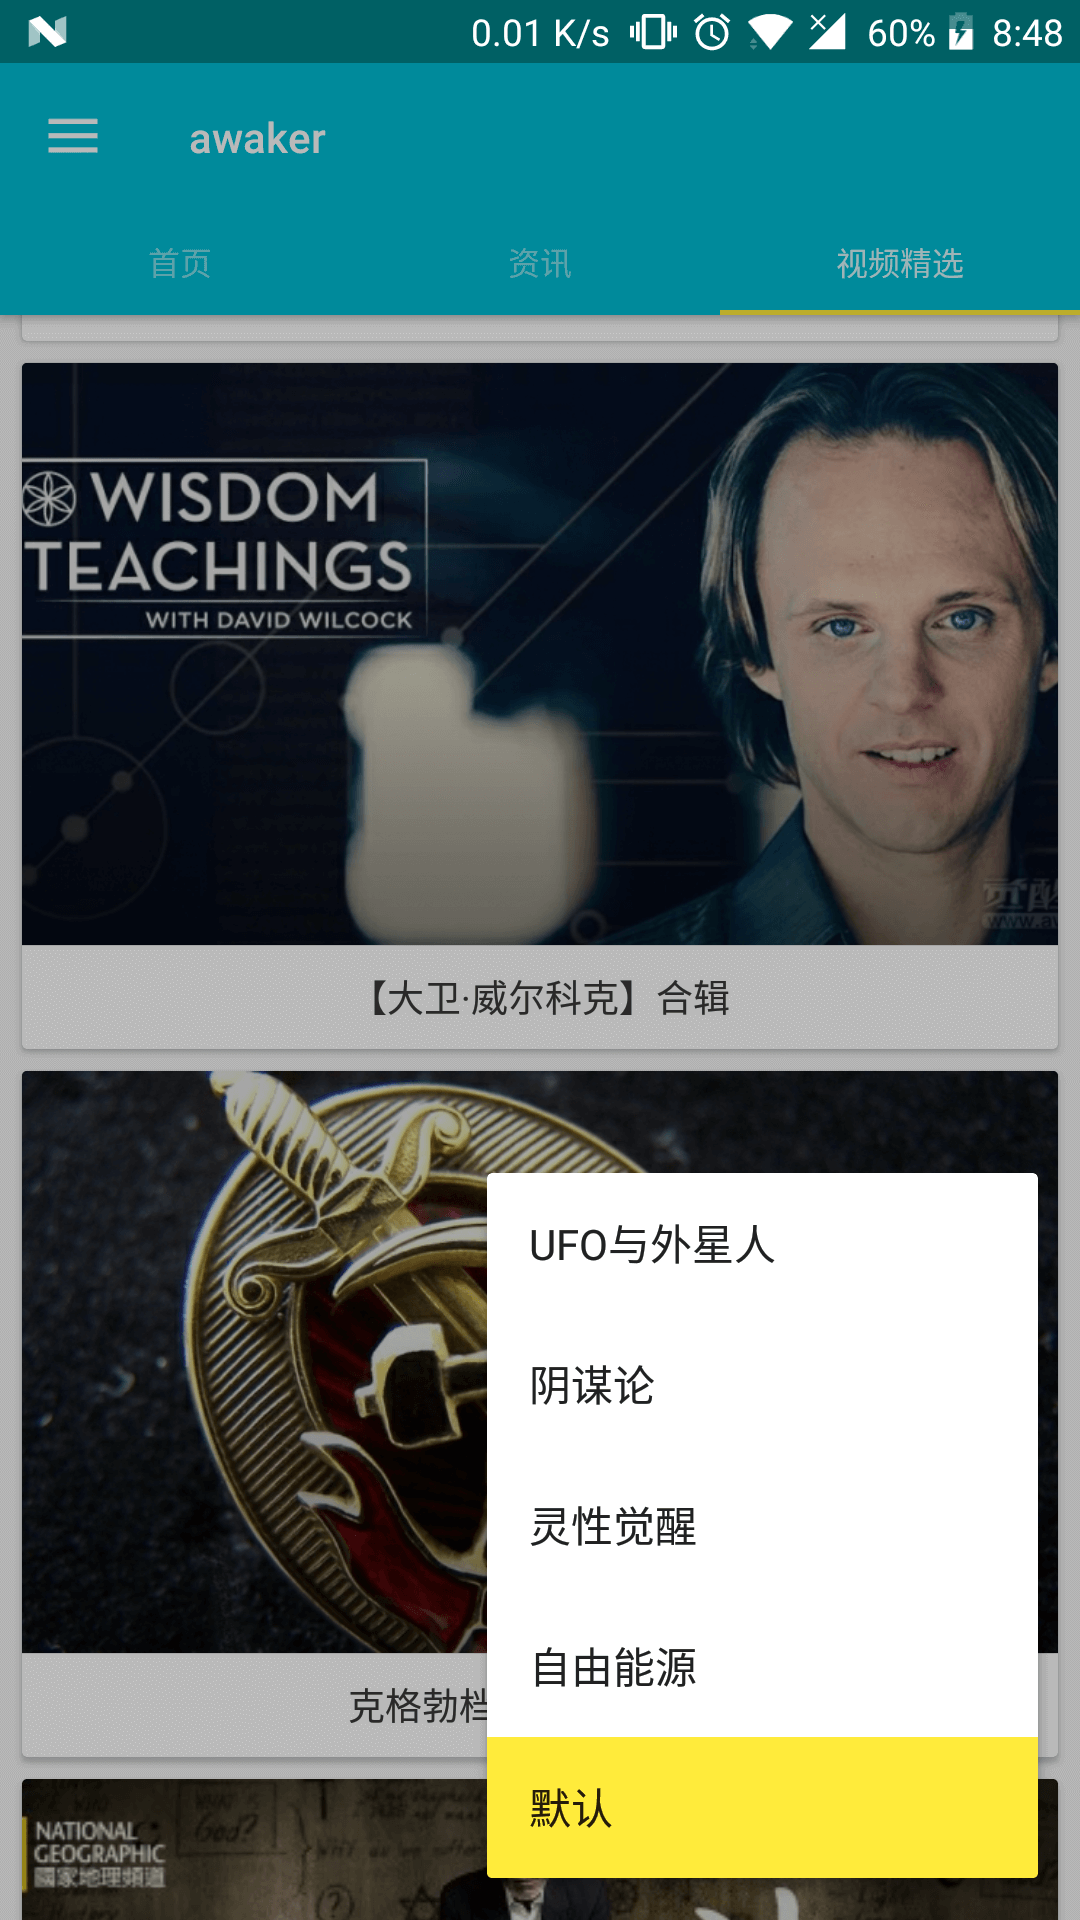 0.01 K/s 60% 8:48
awaker
首页 资讯 视频精选
WISDOM
TEACHINGS
WITH DAVID WILCOCK
【大卫·威尔科克】合辑
UFO与外星人
阴谋论
灵性觉醒
自由能源
克格勃档
默认
NATIONAL
GEOGRAPHIC
國家地理頻道
God?